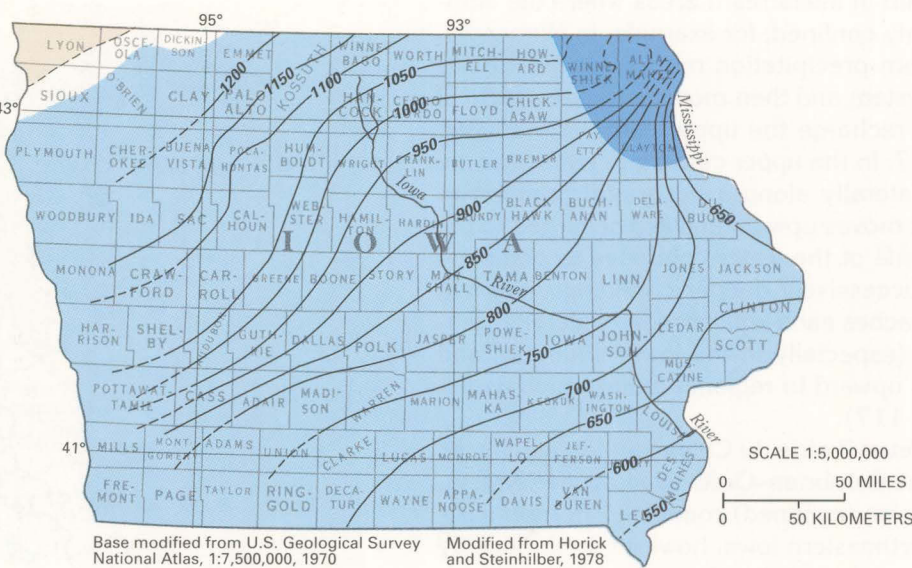 95°
93°
LYON
OSCE-
OLA
DICKIN-
SON
EMMET
WINNE-
BAGO
WORTH
MITCH-
ELL
HOW-
ARD
WINNE-
SHIEK
ALLA-
MAKEE
1200
1150
1100
1050
KOSSUTH
43°
SIOUX
O'BRIEN
CLAY
PALO
ALTO
HAN-
COCK
CERRO
GORDO
1000
FLOYD
CHICK-
ASAW
Mississippi
PLYMOUTH
CHER-
OKEE
BUENA
VISTA
POCA-
HONTAS
HUM-
BOLDT
WRIGHT
950
FRANK-
LIN
BUTLER
BREMER
FAY-
ETTE
CLAYTON
Iowa
WOODBURY
IDA
SAC
CAL-
HOUN
WEB-
STER
HAMIL-
TON
HARDIN
900
GRUNDY
BLACK
HAWK
BUCH-
ANAN
DELA-
WARE
DU-
BUQUE
850
IOWA
MONONA
CRAW-
FORD
CAR-
ROLL
GREENE
BOONE
STORY
MAR-
SHALL
850
TAMA
BENTON
LINN
JONES
JACKSON
River
800
CLINTON
HAR-
RISON
SHEL-
BY
AUDUBON
GUTH-
RIE
DALLAS
POLK
JASPER
POWE-
SHIEK
IOWA
JOHN-
SON
CEDAR
SCOTT
750
MUS-
CATINE
POTTAWAT-
TAMIE
CASS
ADAIR
MADI-
SON
WARREN
MARION
MAHAS-
KA
KEOKUK
WASH-
INGTON
700
LOUISA
650
River
41°
MILLS
MONT-
GOMERY
ADAMS
UNION
CLARKE
LUCAS
MONROE
WAPEL-
LO
JEF-
FERSON
HENRY
600
DES
MOINES
FRE-
MONT
PAGE
TAYLOR
RING-
GOLD
DECA-
TUR
WAYNE
APPA-
NOOSE
DAVIS
VAN
BUREN
LEE
550
SCALE 1:5,000,000
0 50 MILES
0 50 KILOMETERS
Base modified from U.S. Geological Survey
National Atlas, 1:7,500,000, 1970
Modified from Horick
and Steinhilber, 1978